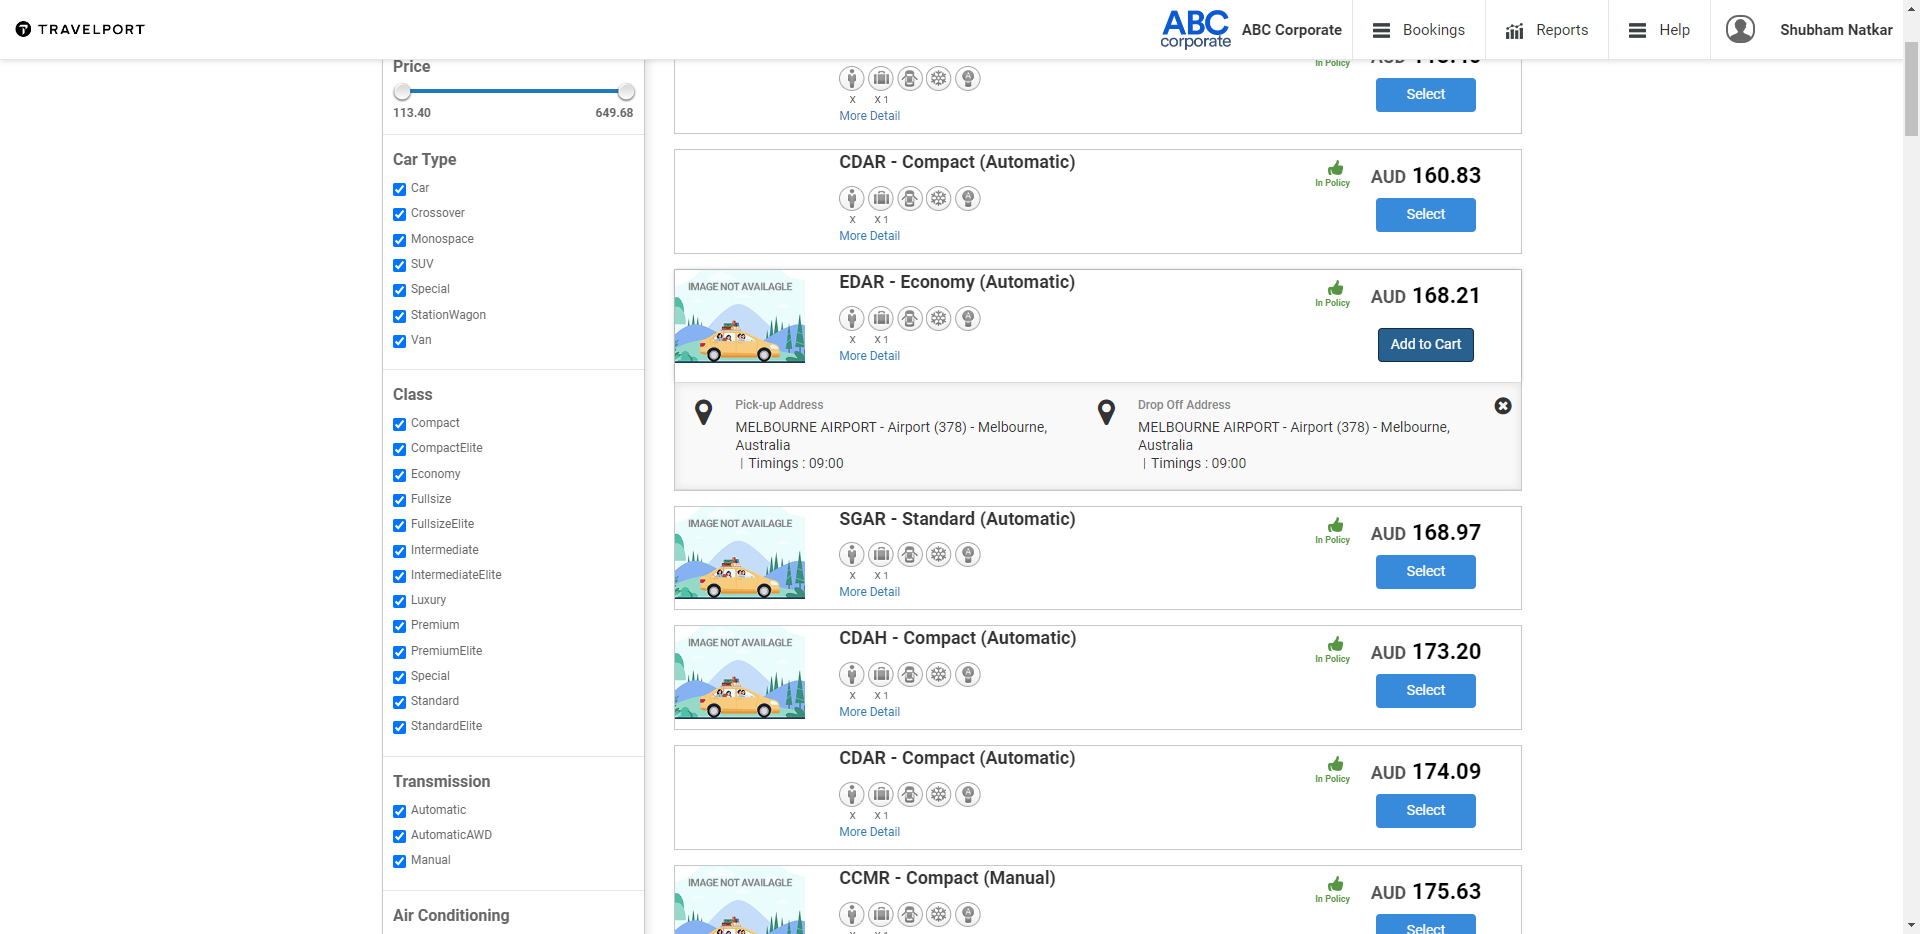 TRAVELPORT
ABC
corporate
ABC Corporate
Bookings
Reports
Help
Shubham Natkar
Price
113.40
649.68
Car Type
Car
Crossover
Monospace
SUV
Special
StationWagon
Van
Class
Compact
CompactElite
Economy
Fullsize
FullsizeElite
Intermediate
IntermediateElite
Luxury
Premium
PremiumElite
Special
Standard
StandardElite
Transmission
Automatic
AutomaticAWD
Manual
Air Conditioning
In Policy
X X 1
More Detail
Select
CDAR - Compact (Automatic)
X X 1
More Detail
In Policy
AUD 160.83
Select
IMAGE NOT AVAILAGLE
EDAR - Economy (Automatic)
X X 1
More Detail
In Policy
AUD 168.21
Add to Cart
Pick-up Address
MELBOURNE AIRPORT - Airport (378) - Melbourne,
Australia
| Timings : 09:00
Drop Off Address
MELBOURNE AIRPORT - Airport (378) - Melbourne,
Australia
| Timings : 09:00
IMAGE NOT AVAILAGLE
SGAR - Standard (Automatic)
X X 1
More Detail
In Policy
AUD 168.97
Select
IMAGE NOT AVAILAGLE
CDAH - Compact (Automatic)
X X 1
More Detail
In Policy
AUD 173.20
Select
CDAR - Compact (Automatic)
X X 1
More Detail
In Policy
AUD 174.09
Select
IMAGE NOT AVAILAGLE
CCMR - Compact (Manual)
In Policy
AUD 175.63
Select